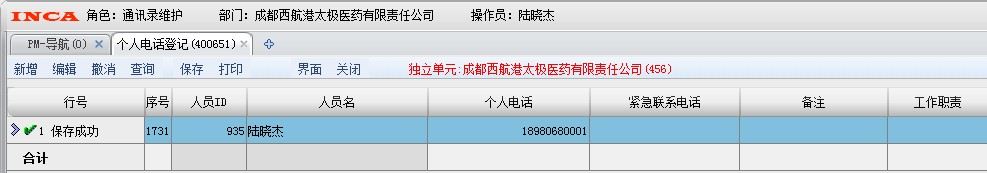 INCA 角色：通讯录维护 部门：成都西航港太极医药有限责任公司 操作员：陆晓杰
PM-导航(0) 个人电话登记(400651)
新增 编辑 撤消 查询 保存 打印 界面 关闭 独立单元:成都西航港太极医药有限责任公司(456)
行号 序号 人员ID 人员名 个人电话 紧急联系电话 备注 工作职责
1 保存成功 1731 935 陆晓杰 18980680001
合计